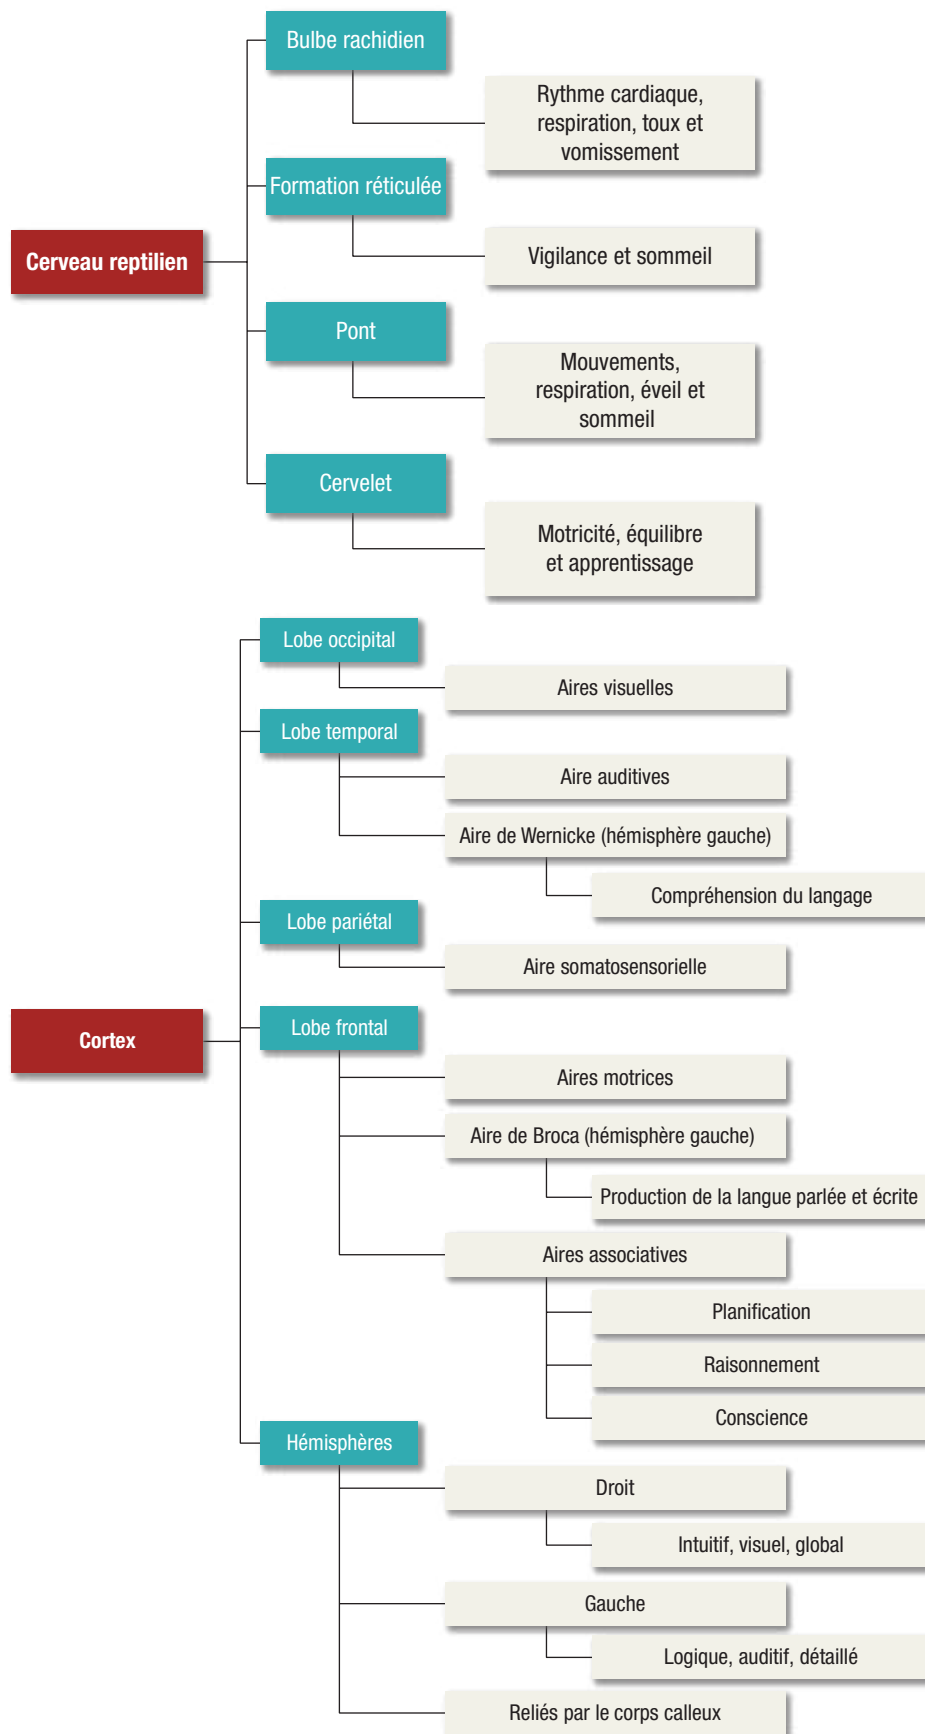 Bulbe rachidien
Rythme cardiaque,
respiration, toux et
vomissement
Formation réticulée
Vigilance et sommeil
Cerveau reptilien
Pont
Mouvements,
respiration, éveil et
sommeil
Cervelet
Motricité, équilibre
et apprentissage
Lobe occipital
Aires visuelles
Lobe temporal
Aire auditives
Aire de Wernicke (hémisphère gauche)
Compréhension du langage
Lobe pariétal
Aire somatosensorielle
Cortex
Lobe frontal
Aires motrices
Aire de Broca (hémisphère gauche)
Production de la langue parlée et écrite
Aires associatives
Planification
Raisonnement
Conscience
Hémisphères
Droit
Intuitif, visuel, global
Gauche
Logique, auditif, détaillé
Reliés par le corps calleux